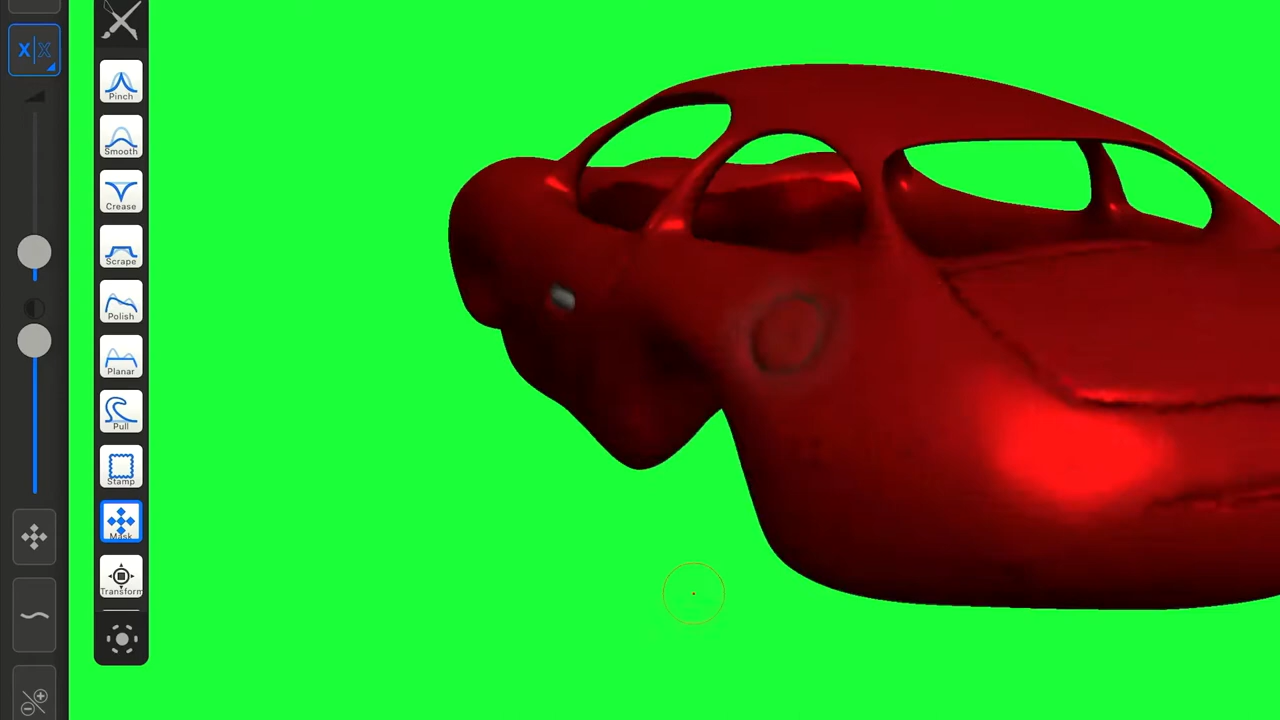 X|X
Pinch
Smooth
Crease
Scrape
Polish
Planar
Pull
Stamp
Mask
Transform